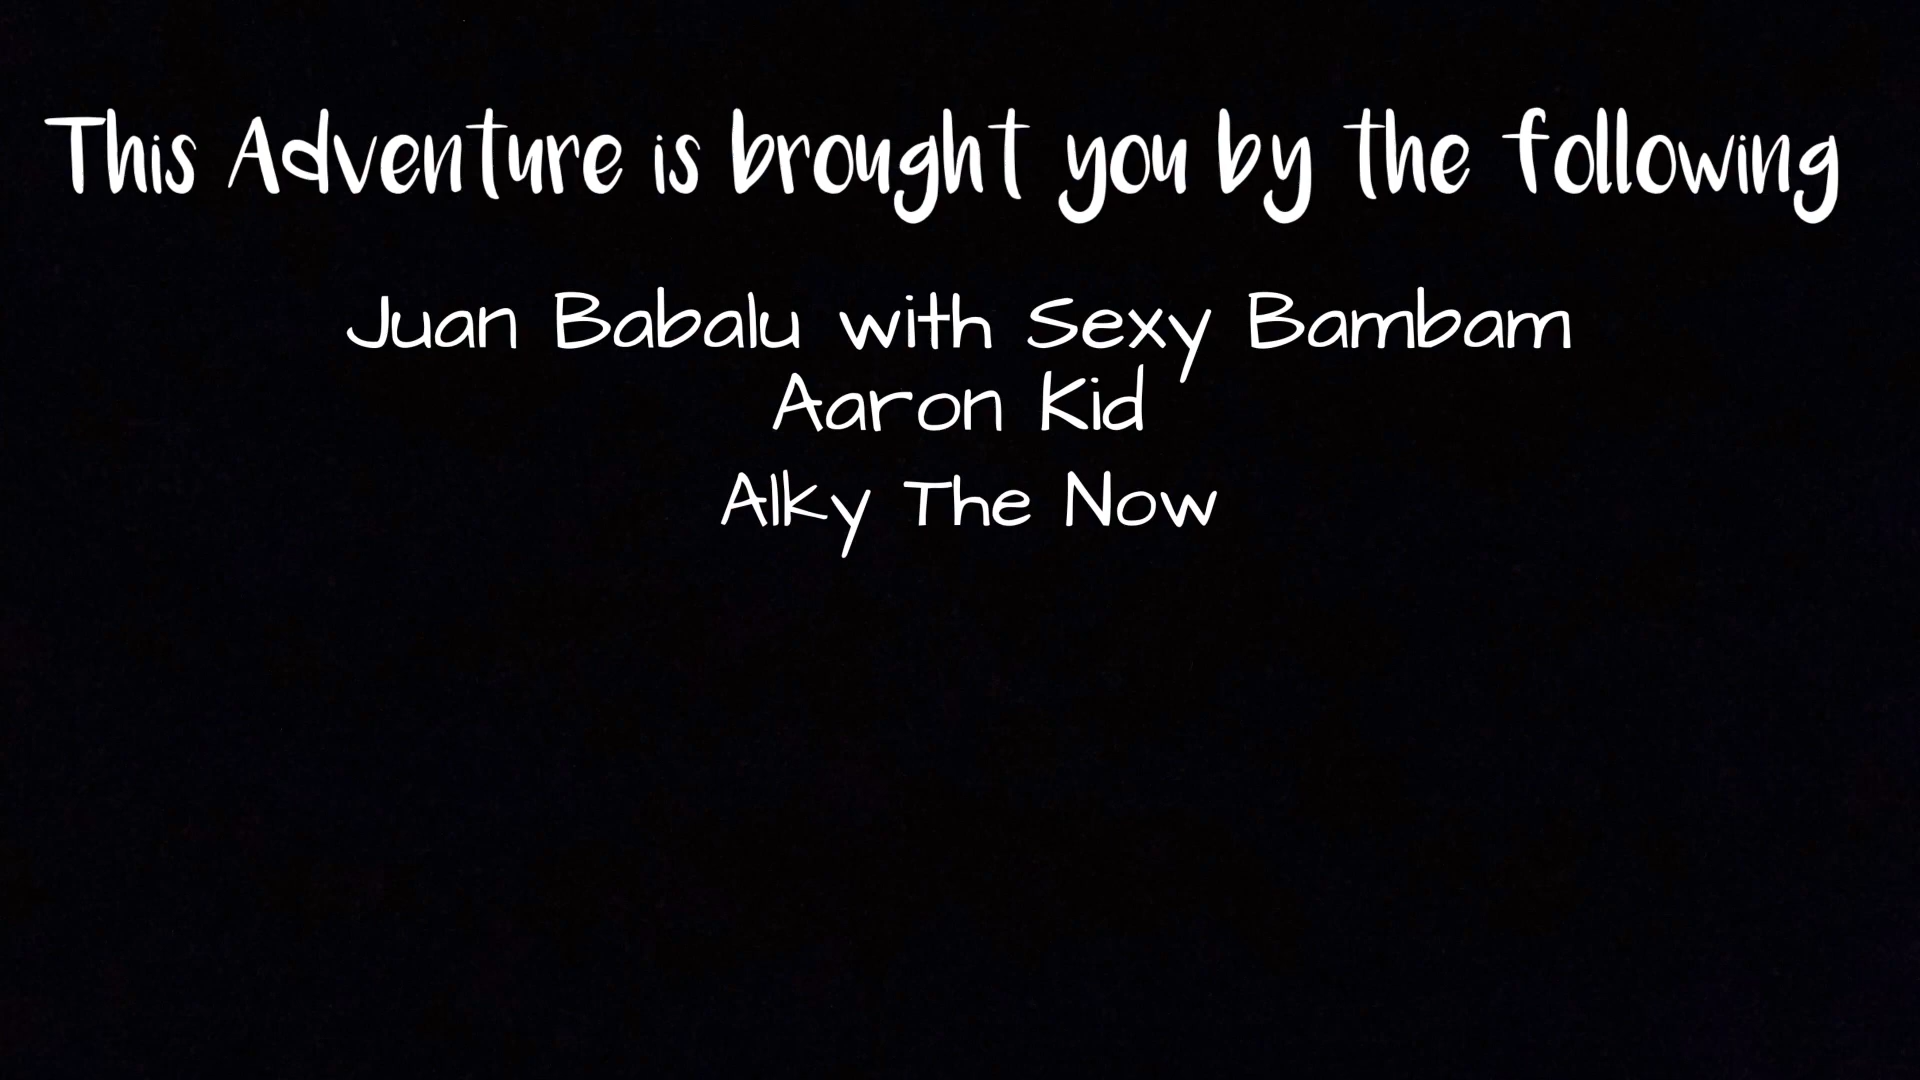 This Adventure is brought you by the following
Juan Babalu with Sexy Bambam
Aaron Kid
Alky The Now